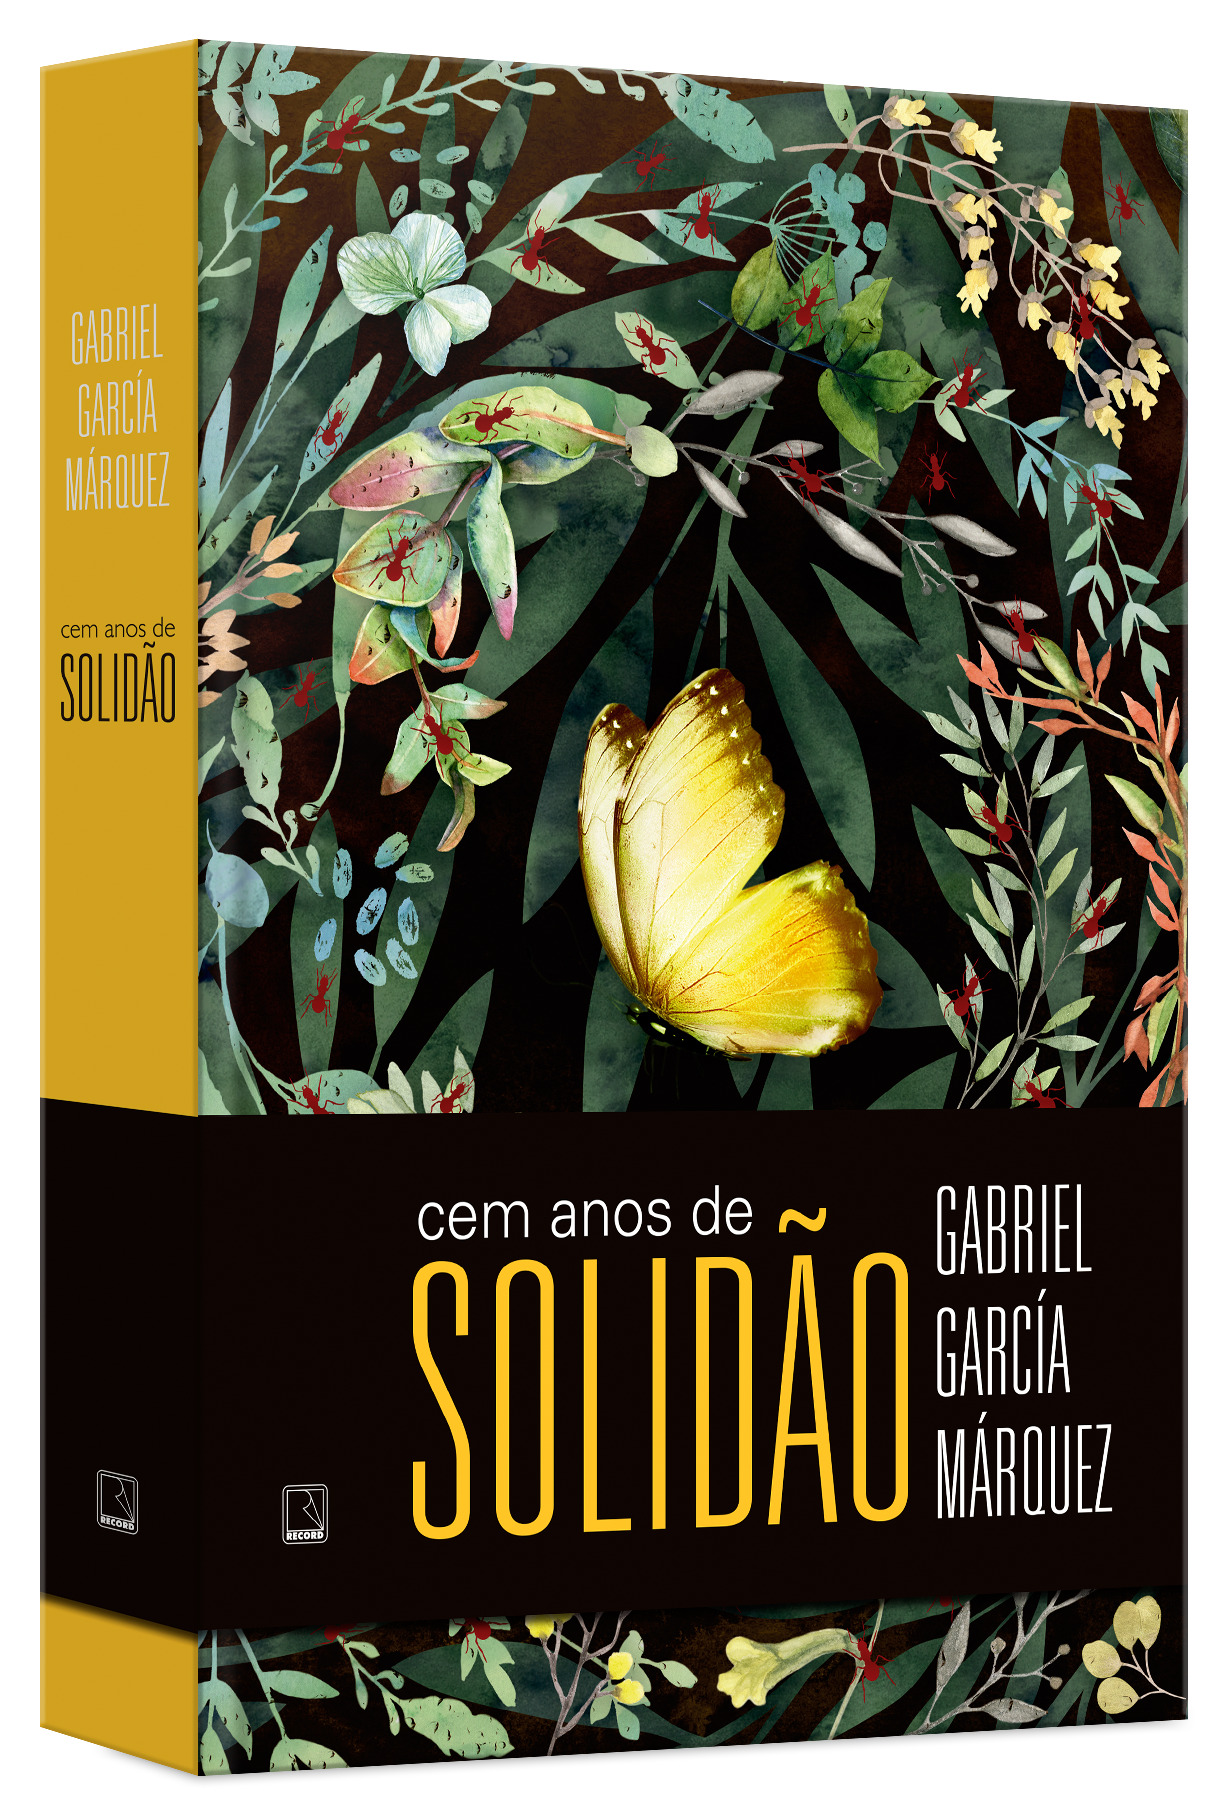 GABRIEL
GARCÍA
MÁRQUEZ
cem anos de
SOLIDÃO
RECORD
cem anos de
SOLIDÃO
GABRIEL
GARCÍA
MÁRQUEZ
RECORD